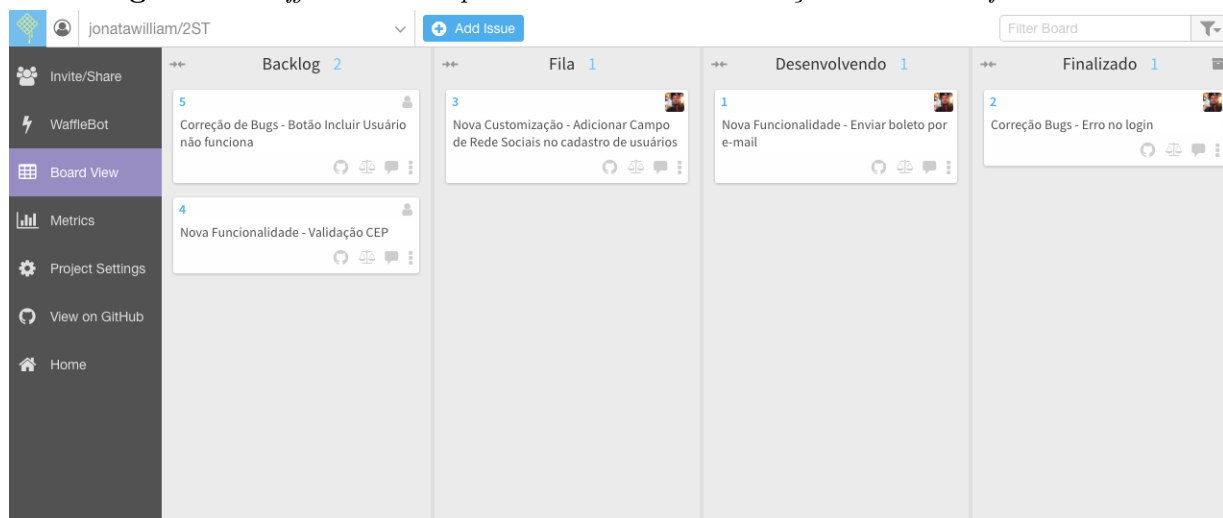 jonatawilliam/2ST
Add Issue
Filter Board
Invite/Share
WaffleBot
Board View
Metrics
Project Settings
View on GitHub
Home
Backlog 2
5
Correção de Bugs - Botão Incluir Usuário
não funciona
4
Nova Funcionalidade - Validação CEP
Fila 1
3
Nova Customização - Adicionar Campo
de Rede Sociais no cadastro de usuários
Desenvolvendo 1
1
Nova Funcionalidade - Enviar boleto por
e-mail
Finalizado 1
2
Correção Bugs - Erro no login